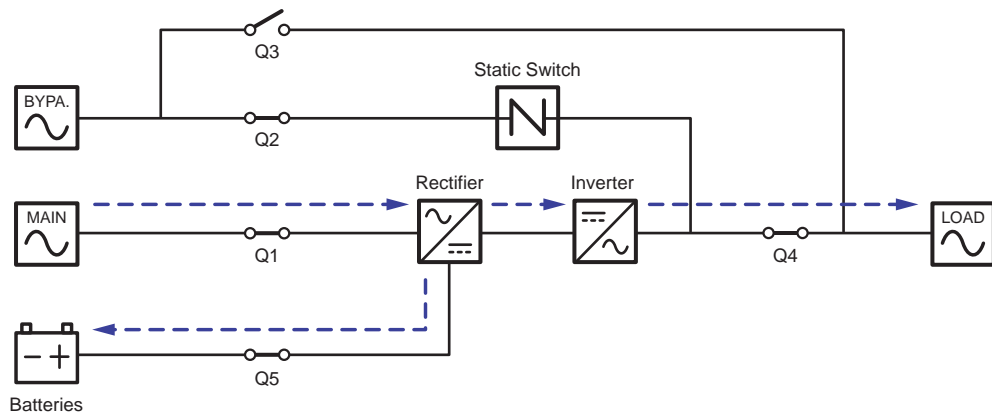 Q3
Static Switch
BYPA.
Q2
Rectifier
Inverter
MAIN
LOAD
Q1
Q4
Q5
Batteries